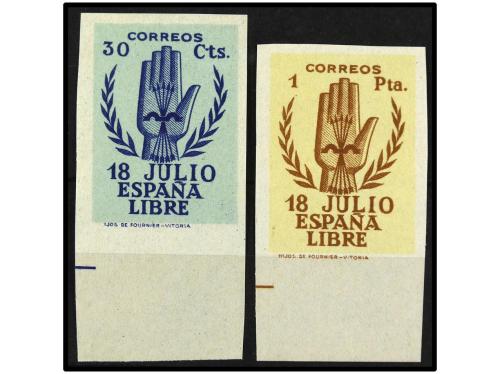 CORREOS
30 Cts.
18 JULIO
ESPAÑA
LIBRE
IJOS DE FOURNIER-VITORIA
CORREOS
1 Pta.
18 JULIO
ESPAÑA
LIBRE
HIJOS DE FOURNIER-VITORIA